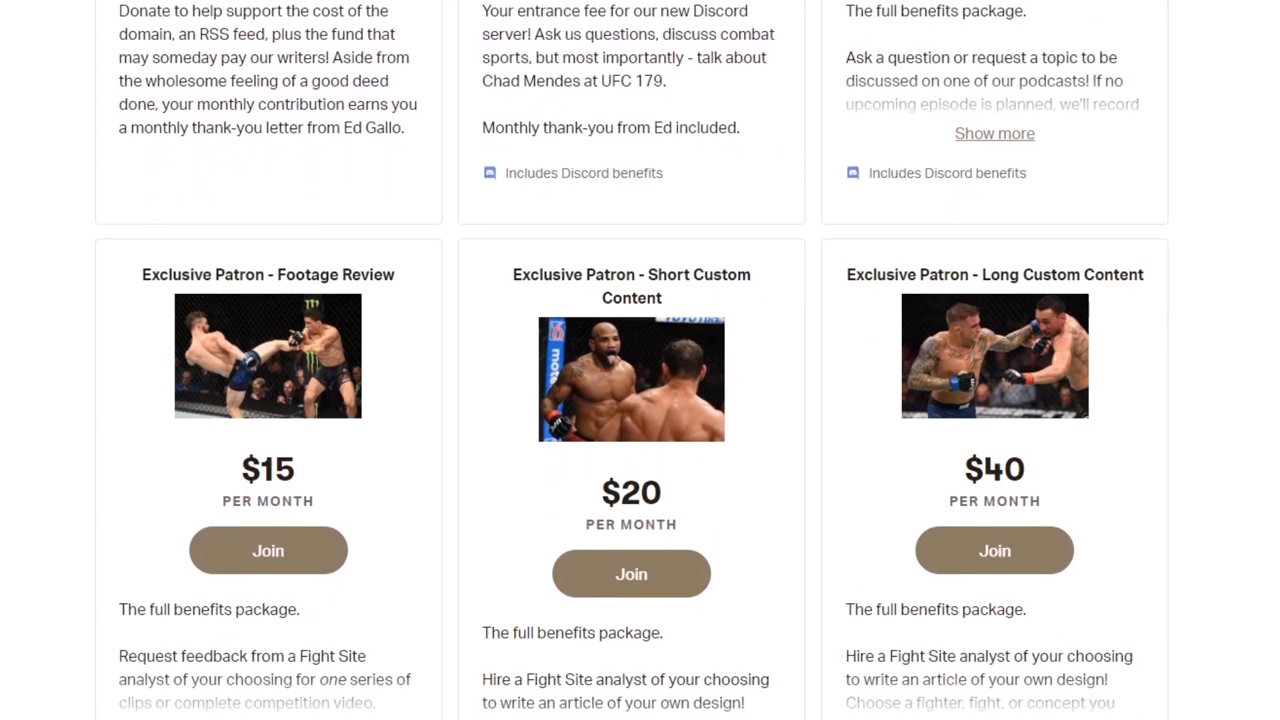 Donate to help support the cost of the
domain, an RSS feed, plus the fund that
may someday pay our writers! Aside from
the wholesome feeling of a good deed
done, your monthly contribution earns you
a monthly thank-you letter from Ed Gallo.
Your entrance fee for our new Discord
server! Ask us questions, discuss combat
sports, but most importantly - talk about
Chad Mendes at UFC 179.
Monthly thank-you from Ed included.
Includes Discord benefits
The full benefits package.
Ask a question or request a topic to be
discussed on one of our podcasts! If no
upcoming episode is planned, we'll record
Show more
Includes Discord benefits
Exclusive Patron - Footage Review
$15
PER MONTH
Join
The full benefits package.
Request feedback from a Fight Site
analyst of your choosing for one series of
clips or complete competition video.
Exclusive Patron - Short Custom
Content
$20
PER MONTH
Join
The full benefits package.
Hire a Fight Site analyst of your choosing
to write an article of your own design!
Exclusive Patron - Long Custom Content
$40
PER MONTH
Join
The full benefits package.
Hire a Fight Site analyst of your choosing
to write an article of your own design!
Choose a fighter, fight, or concept you